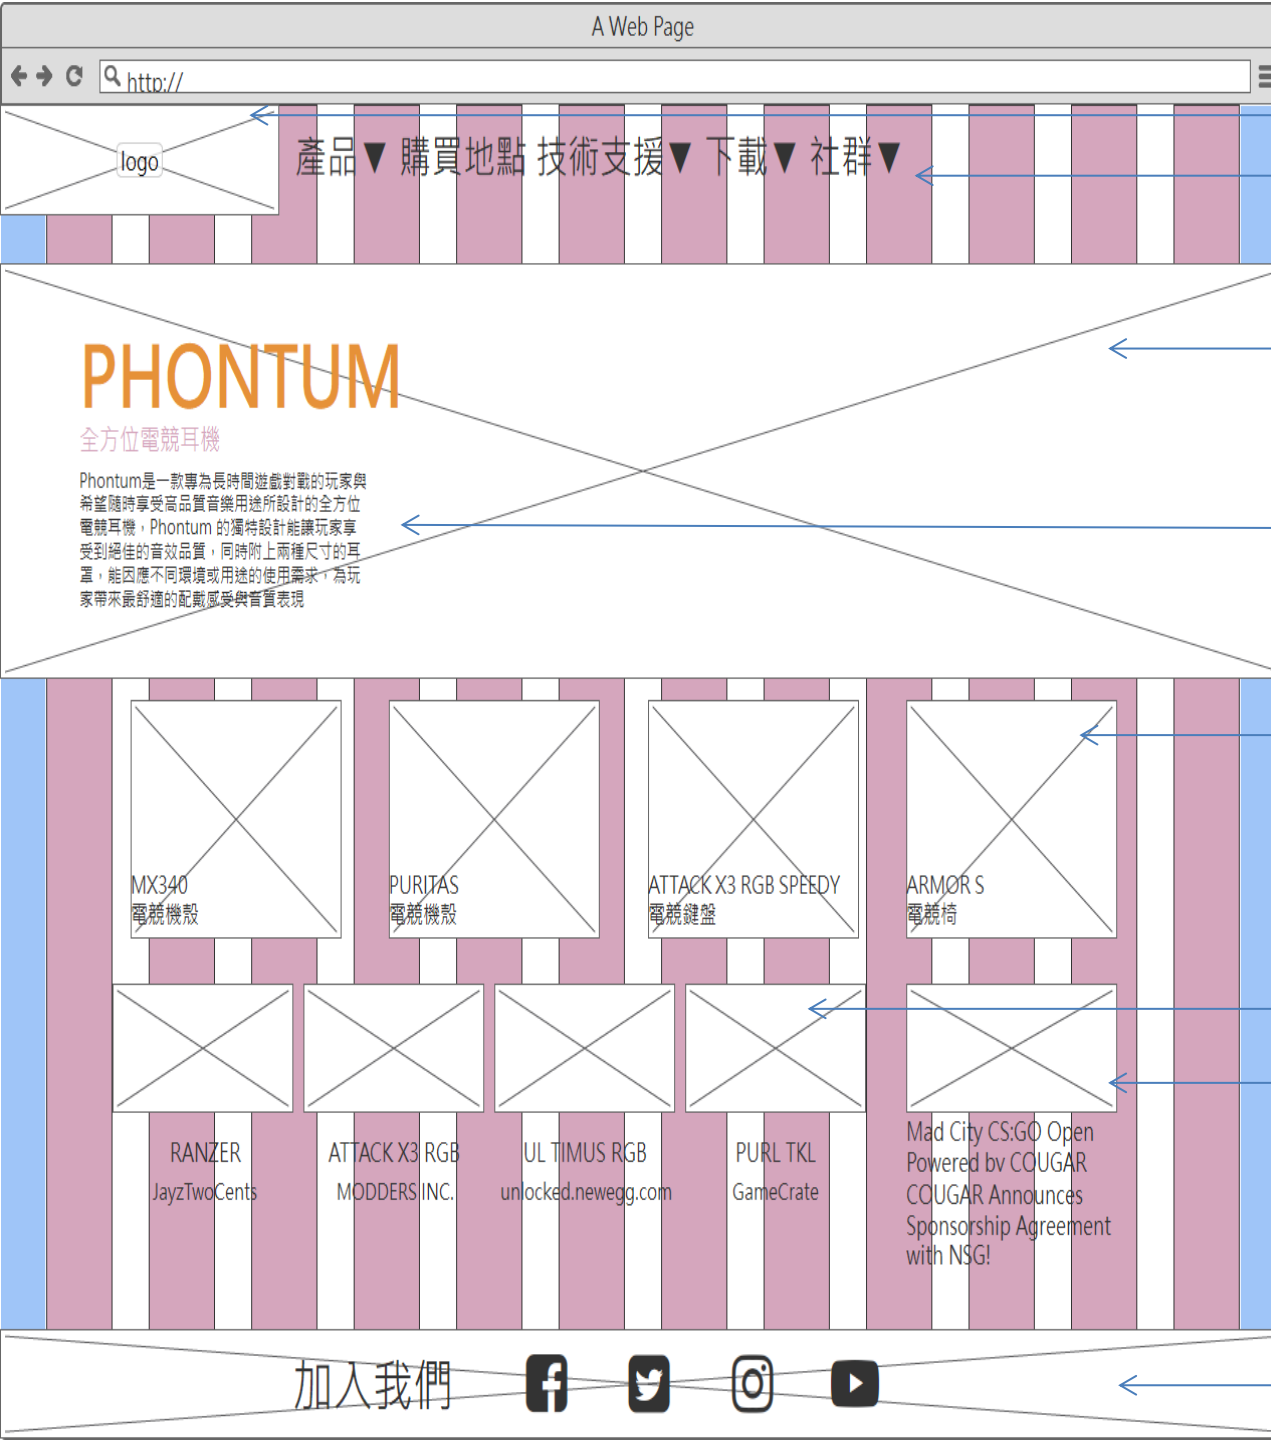 A Web Page
http://
logo
產品▼ 購買地點 技術支援▼ 下載▼ 社群▼
PHONTUM
全方位電競耳機
Phontum是一款專為長時間遊戲對戰的玩家與
希望隨時享受高品質音樂用途所設計的全方位
電競耳機，Phontum 的獨特設計能讓玩家享
受到絕佳的音效品質，同時附上兩種尺寸的耳
罩，能因應不同環境或用途的使用需求，為玩
家帶來最舒適的配戴感受與音質表現
MX340
電競機殼
PURITAS
電競機殼
ATTACK X3 RGB SPEEDY
電競鍵盤
ARMOR S
電競椅
RANZER
JayzTwoCents
ATTACK X3 RGB
MODDERS INC.
UL TIMUS RGB
unlocked.newegg.com
PURL TKL
GameCrate
Mad City CS:GO Open
Powered by COUGAR
COUGAR Announces
Sponsorship Agreement
with NSG!
加入我們